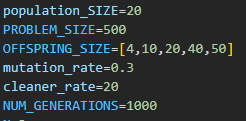 population_SIZE=20
PROBLEM_SIZE=500
OFFSPRING_SIZE=[4,10,20,40,50]
mutation_rate=0.3
cleaner_rate=20
NUM_GENERATIONS=1000